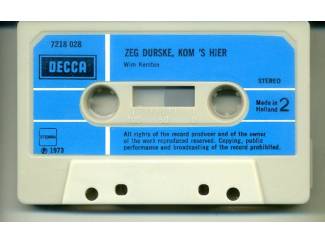 7218 028
ZEG DURSKE, KOM 'S HIER
Wim Kersten
DECCA
STEREO
Made in
Holland 2
STEMRA
℗ 1973
All rights of the record producer and of the owner
of the work reproduced reserved. Copying, public
performance and broadcasting of the record prohibited.